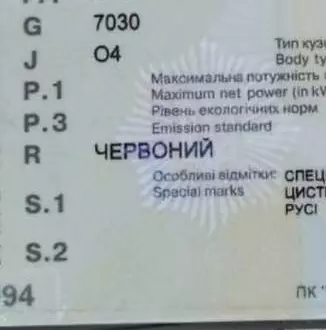 G 7030
J O4 Тип кузо
Body ty
P.1 Максимальна потужність
Maximum net power (in kW
P.3 Рівень екологічних норм
Emission standard
R ЧЕРВОНИЙ
Особливі відмітки: СПЕЦ
S.1 Special marks ЦИСТ
РУСІ
S.2
94 ПК "